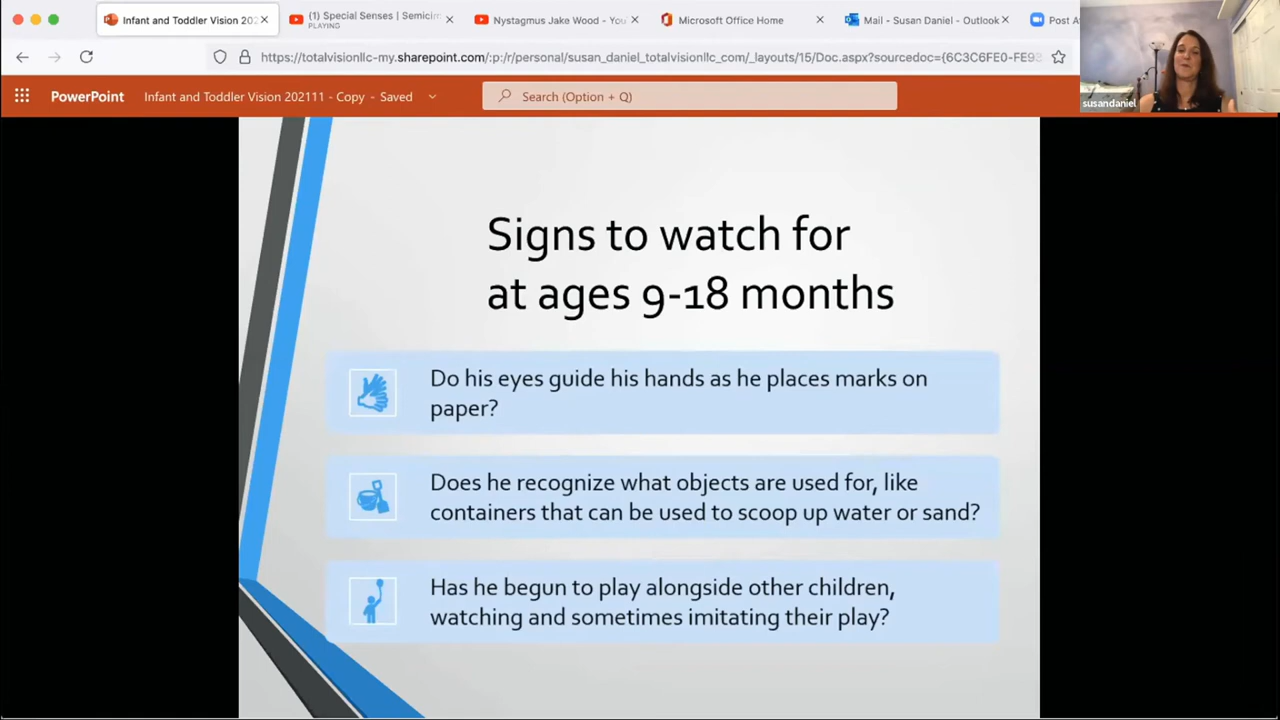 Infant and Toddler Vision 202
(1) Special Senses | Semicirc
PLAYING
Nystagmus Jake Wood - You
Microsoft Office Home
Mail - Susan Daniel - Outlook
Post A
https://totalvisionllc-my.sharepoint.com/:p:/r/personal/susan_daniel_totalvisionllc_com/_layouts/15/Doc.aspx?sourcedoc={6C3C6FE0-FE93
PowerPoint
Infant and Toddler Vision 202111 - Copy - Saved
Search (Option + Q)
susandaniel
Signs to watch for
at ages 9-18 months
Do his eyes guide his hands as he places marks on
paper?
Does he recognize what objects are used for, like
containers that can be used to scoop up water or sand?
Has he begun to play alongside other children,
watching and sometimes imitating their play?